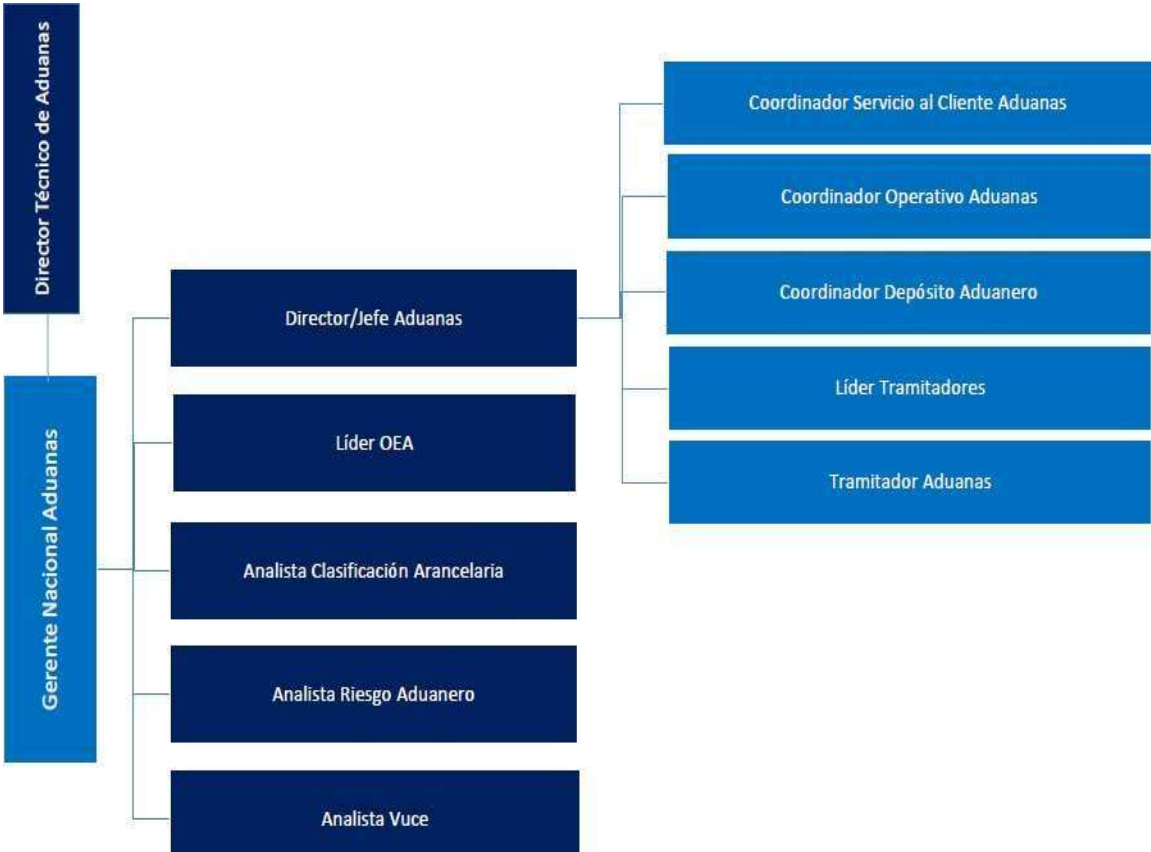 Director Técnico de Aduanas
Gerente Nacional Aduanas
Director/Jefe Aduanas
Líder OEA
Analista Clasificación Arancelaria
Analista Riesgo Aduanero
Analista Vuce
Coordinador Servicio al Cliente Aduanas
Coordinador Operativo Aduanas
Coordinador Depósito Aduanero
Líder Tramitadores
Tramitador Aduanas